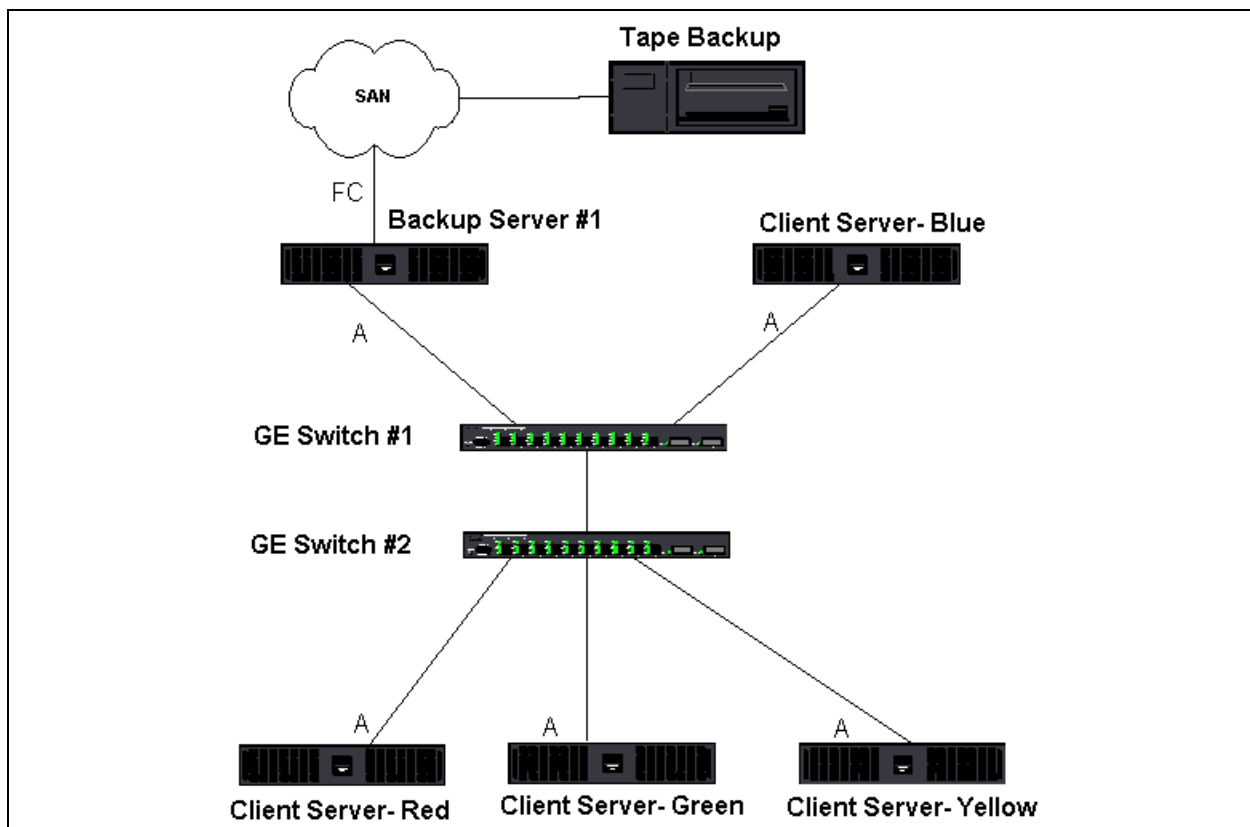 Tape Backup
SAN
FC
Backup Server #1
Client Server- Blue
A
A
GE Switch #1
GE Switch #2
A
A
A
Client Server- Red
Client Server- Green
Client Server- Yellow